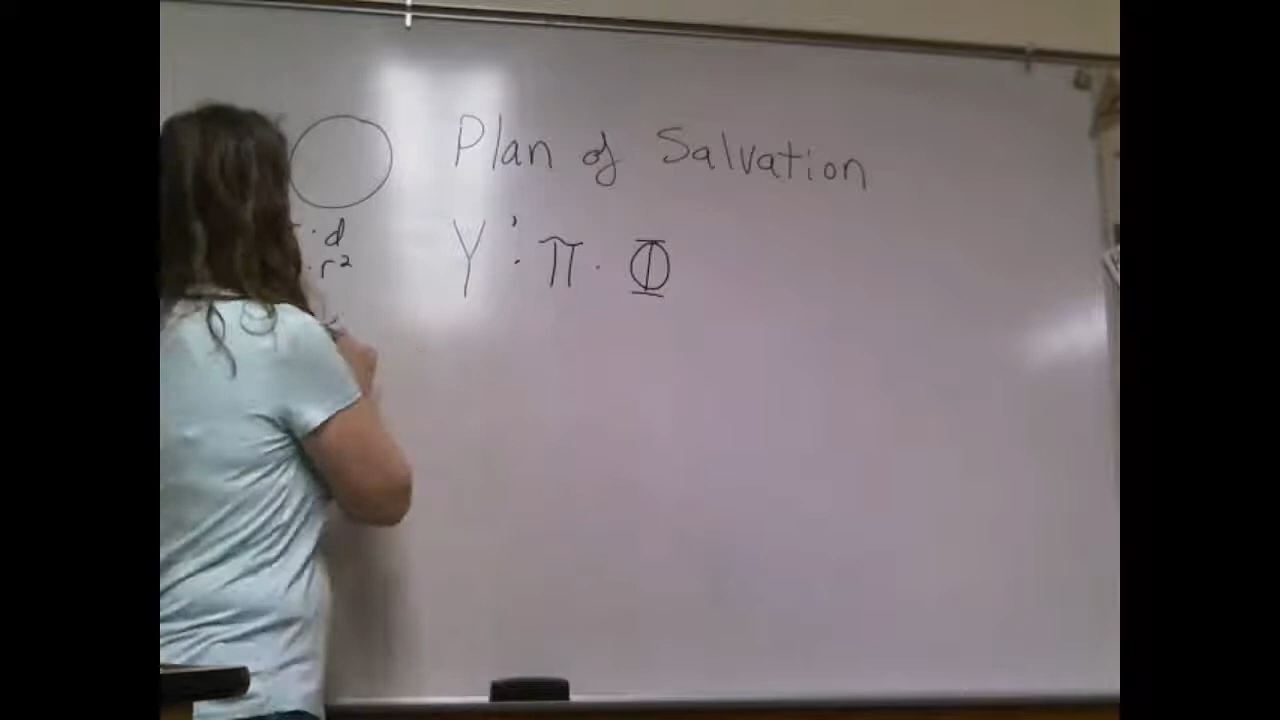 Plan of Salvation
· d
· r²
Y : π · Φ